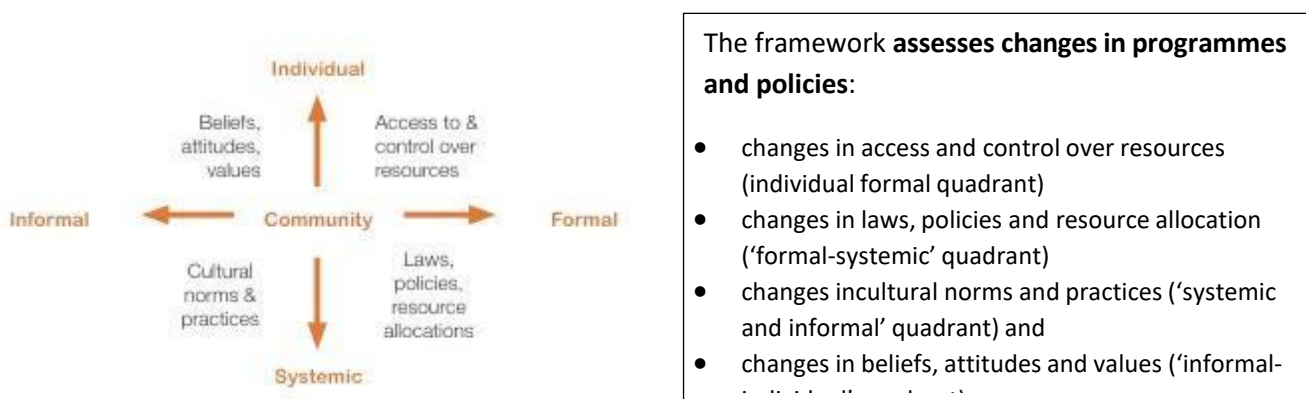 Individual
Beliefs,
attitudes,
values
Access to &
control over
resources
Informal
Community
Formal
Cultural
norms &
practices
Laws,
policies,
resource
allocations
Systemic
The framework assesses changes in programmes
and policies:
• changes in access and control over resources
(individual formal quadrant)
• changes in laws, policies and resource allocation
(‘formal-systemic’ quadrant)
• changes incultural norms and practices (‘systemic
and informal’ quadrant) and
• changes in beliefs, attitudes and values (‘informal-